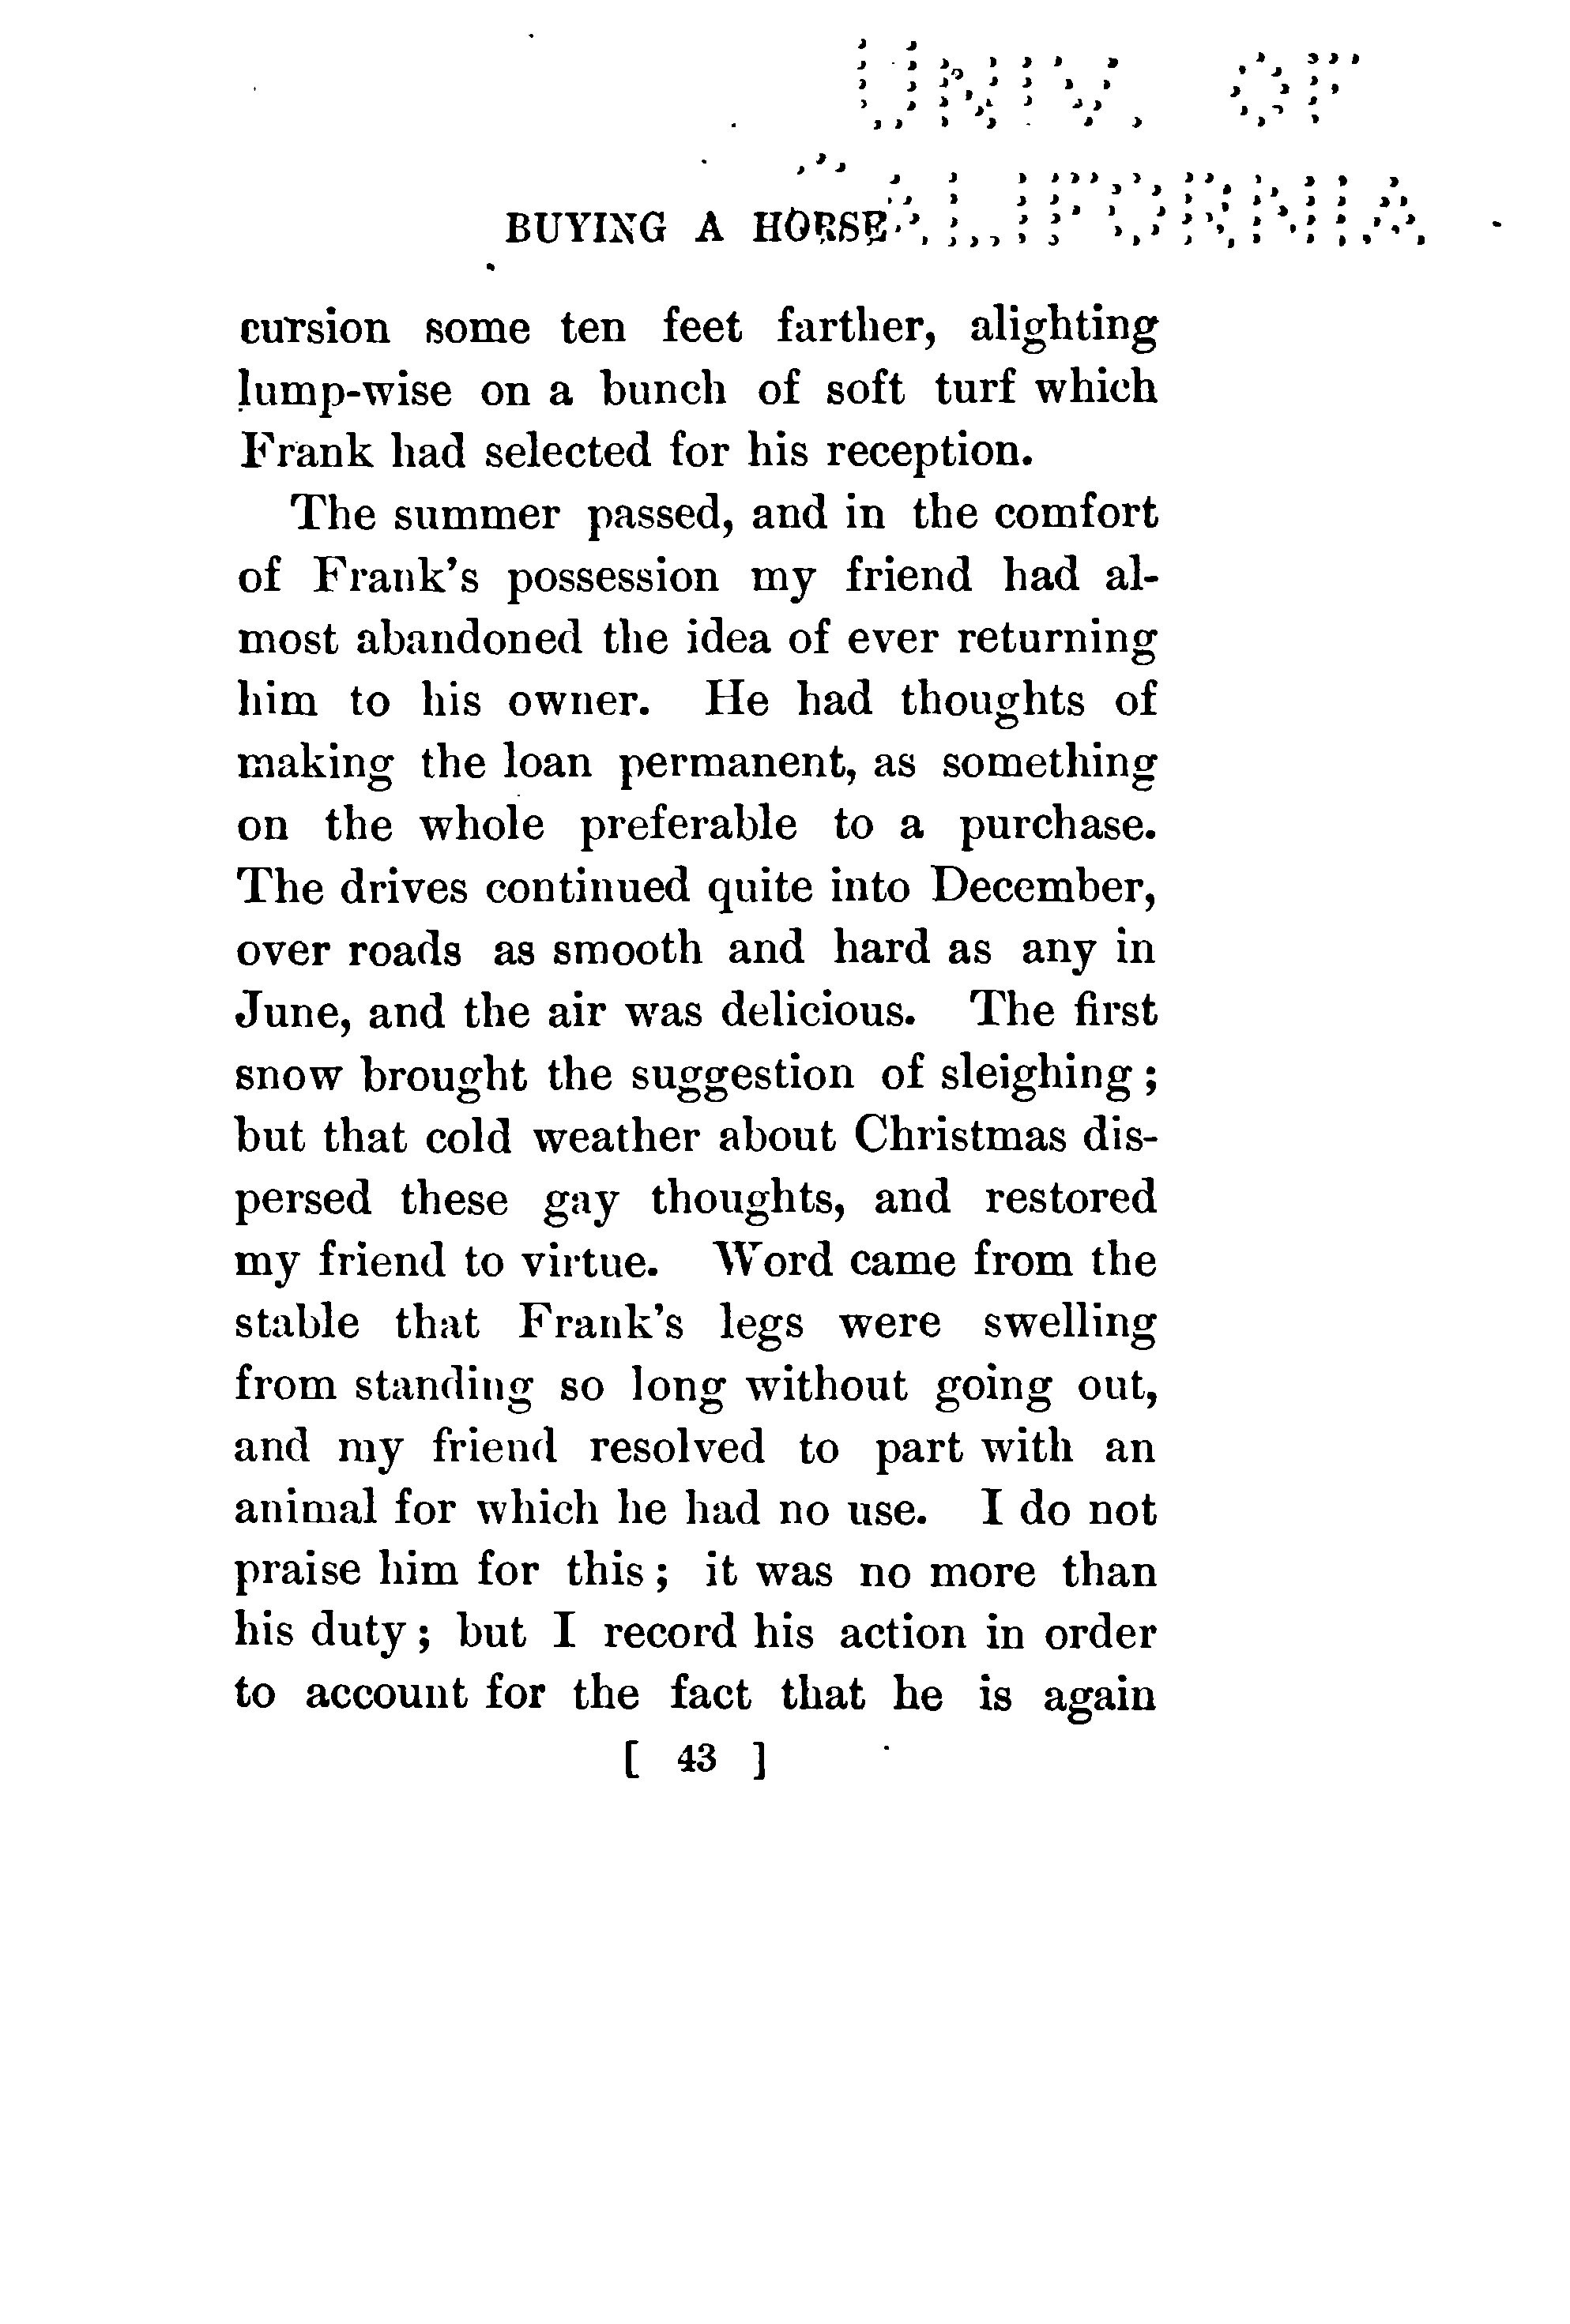 UNIV. OF
CALIFORNIA
BUYING A HORSE
cursion some ten feet farther, alighting
lump-wise on a bunch of soft turf which
Frank had selected for his reception.
The summer passed, and in the comfort
of Frank's possession my friend had al-
most abandoned the idea of ever returning
him to his owner. He had thoughts of
making the loan permanent, as something
on the whole preferable to a purchase.
The drives continued quite into December,
over roads as smooth and hard as any in
June, and the air was delicious. The first
snow brought the suggestion of sleighing;
but that cold weather about Christmas dis-
persed these gay thoughts, and restored
my friend to virtue. Word came from the
stable that Frank's legs were swelling
from standing so long without going out,
and my friend resolved to part with an
animal for which he had no use. I do not
praise him for this; it was no more than
his duty; but I record his action in order
to account for the fact that he is again
[ 43 ]